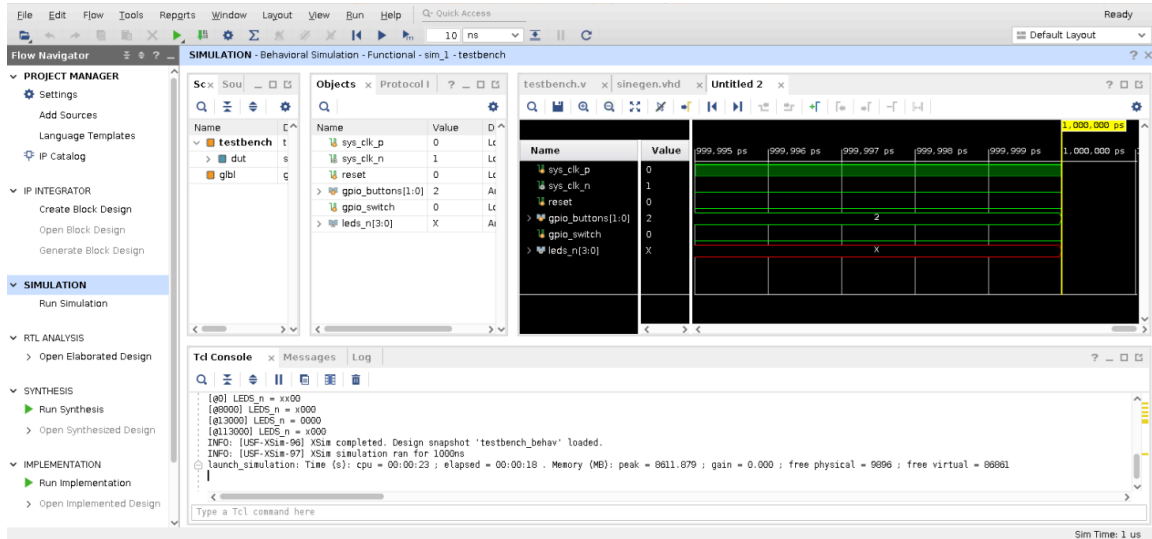 File Edit Flow Tools Reports Window Layout View Run Help Quick Access Ready
10 ns Default Layout
Flow Navigator
SIMULATION - Behavioral Simulation - Functional - sim_1 - testbench
PROJECT MANAGER
Settings
Add Sources
Language Templates
IP Catalog
IP INTEGRATOR
Create Block Design
Open Block Design
Generate Block Design
SIMULATION
Run Simulation
RTL ANALYSIS
Open Elaborated Design
SYNTHESIS
Run Synthesis
Open Synthesized Design
IMPLEMENTATION
Run Implementation
Open Implemented Design
Sc Sou
Name
testbench t
dut s
glbl g
Objects Protocol I
Name Value D
sys_clk_p 0 Lo
sys_clk_n 1 Lo
reset 0 Lo
gpio_buttons[1:0] 2 Ar
gpio_switch 0 Lo
leds_n[3:0] X Ar
testbench.v sinegen.vhd Untitled 2
1,000,000 ps
Name Value 999,995 ps 999,996 ps 999,997 ps 999,998 ps 999,999 ps 1,000,000 ps
sys_clk_p 0
sys_clk_n 1
reset 0
gpio_buttons[1:0] 2 2
gpio_switch 0
leds_n[3:0] X X
Tcl Console Messages Log
[@0] LEDS_n = xx00
[@8000] LEDS_n = x000
[@13000] LEDS_n = 0000
[@113000] LEDS_n = x000
INFO: [USF-XSim-96] XSim completed. Design snapshot 'testbench_behav' loaded.
INFO: [USF-XSim-97] XSim simulation ran for 1000ns
launch_simulation: Time (s): cpu = 00:00:23 ; elapsed = 00:00:18 . Memory (MB): peak = 8611.879 ; gain = 0.000 ; free physical = 9896 ; free virtual = 86861
Type a Tcl command here
Sim Time: 1 us